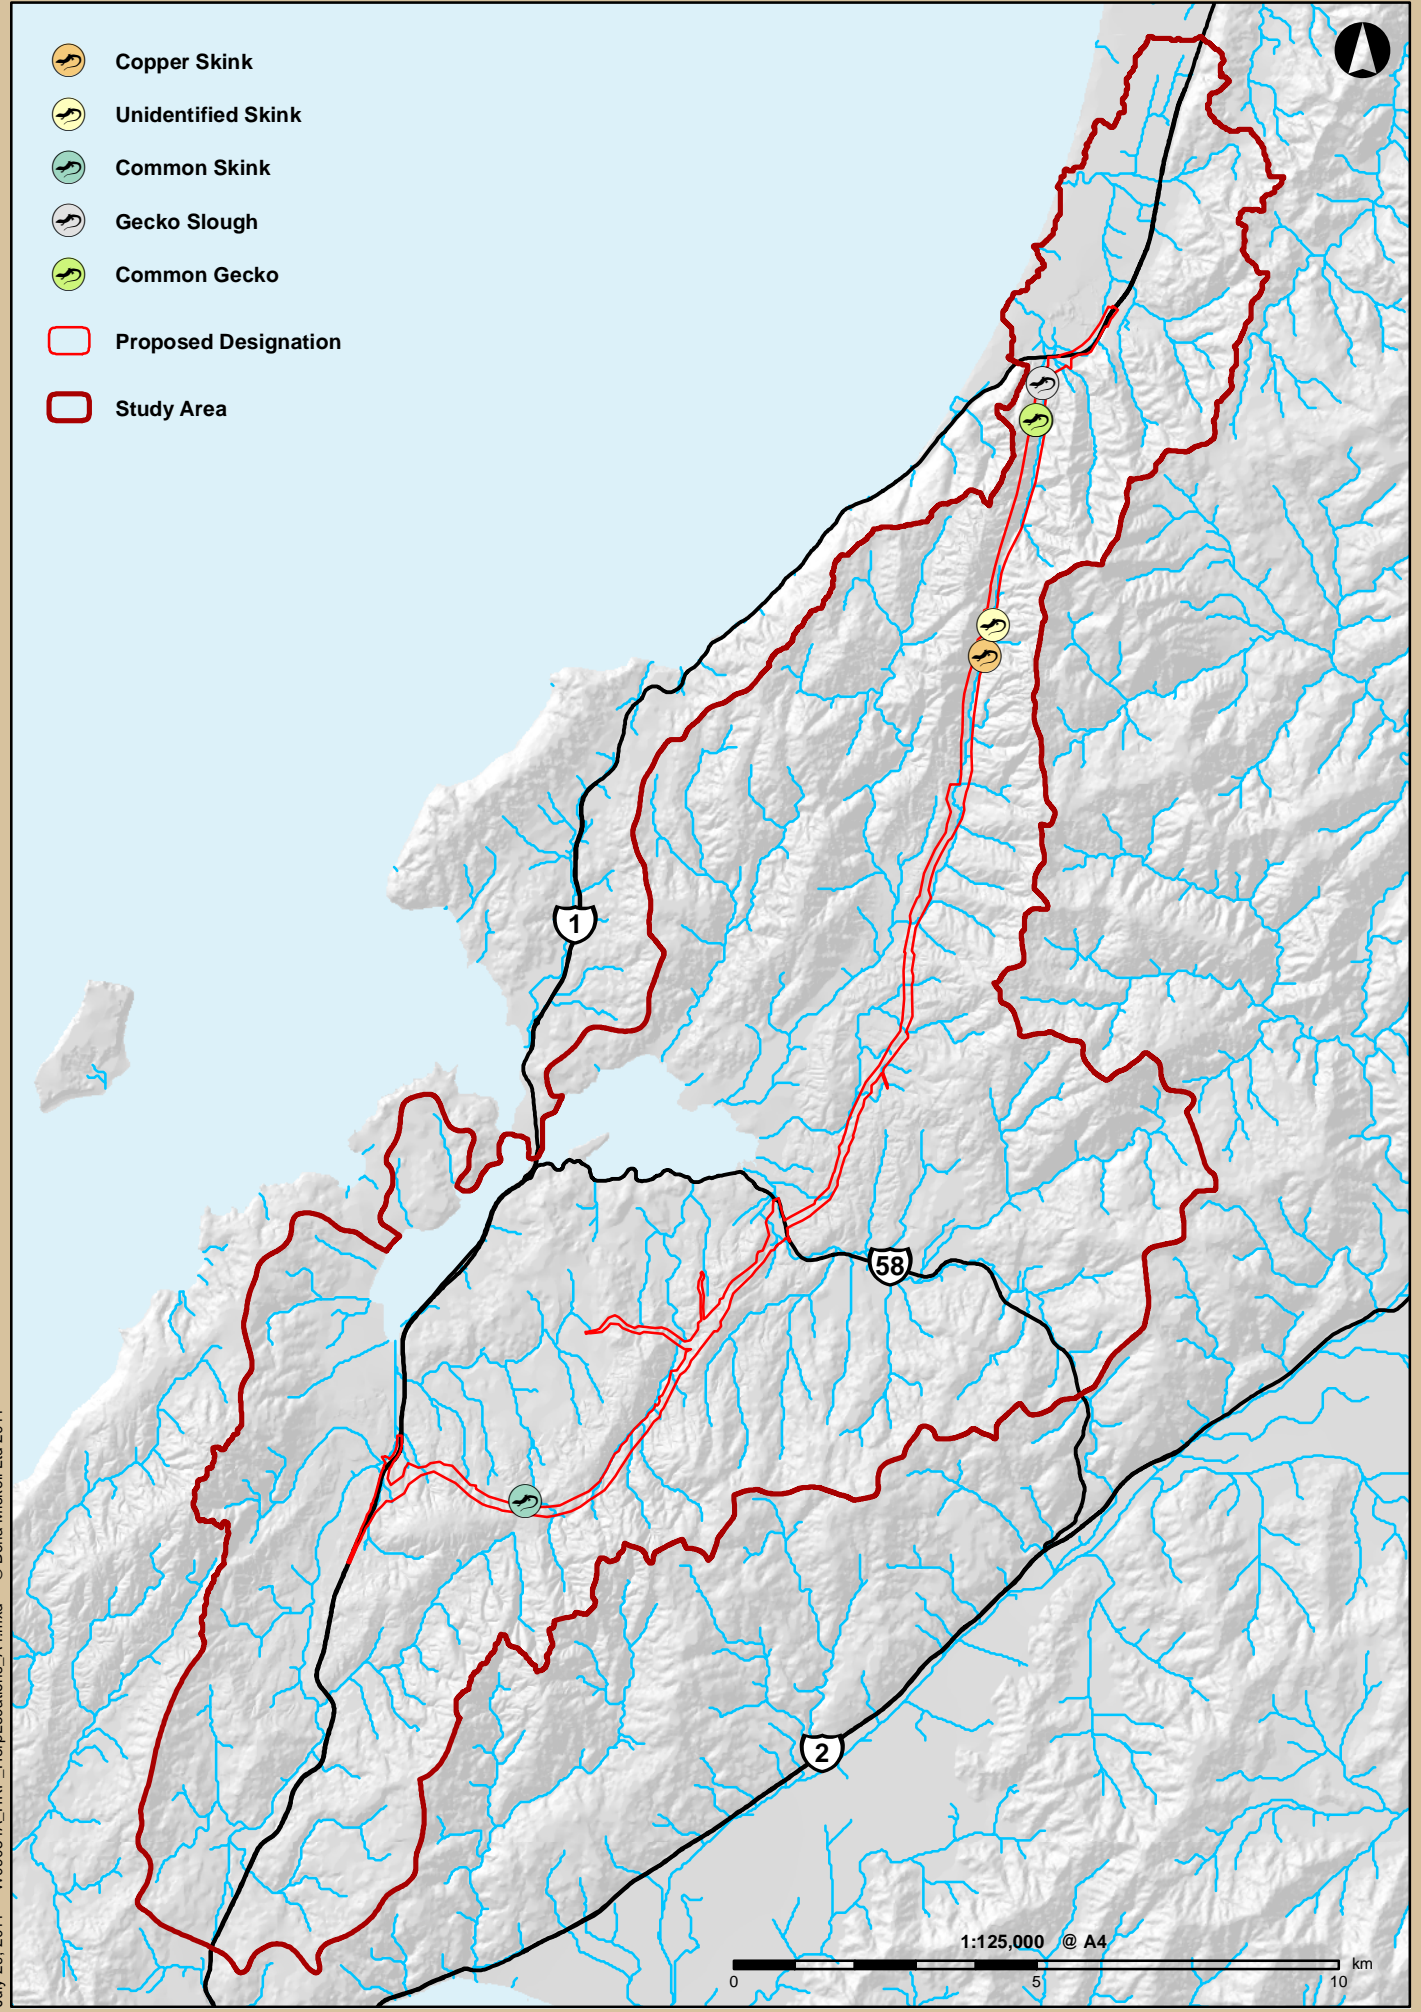 Copper Skink
Unidentified Skink
Common Skink
Gecko Slough
Common Gecko
Proposed Designation
Study Area
1
58
2
1:125,000 @ A4
km
0 5 10